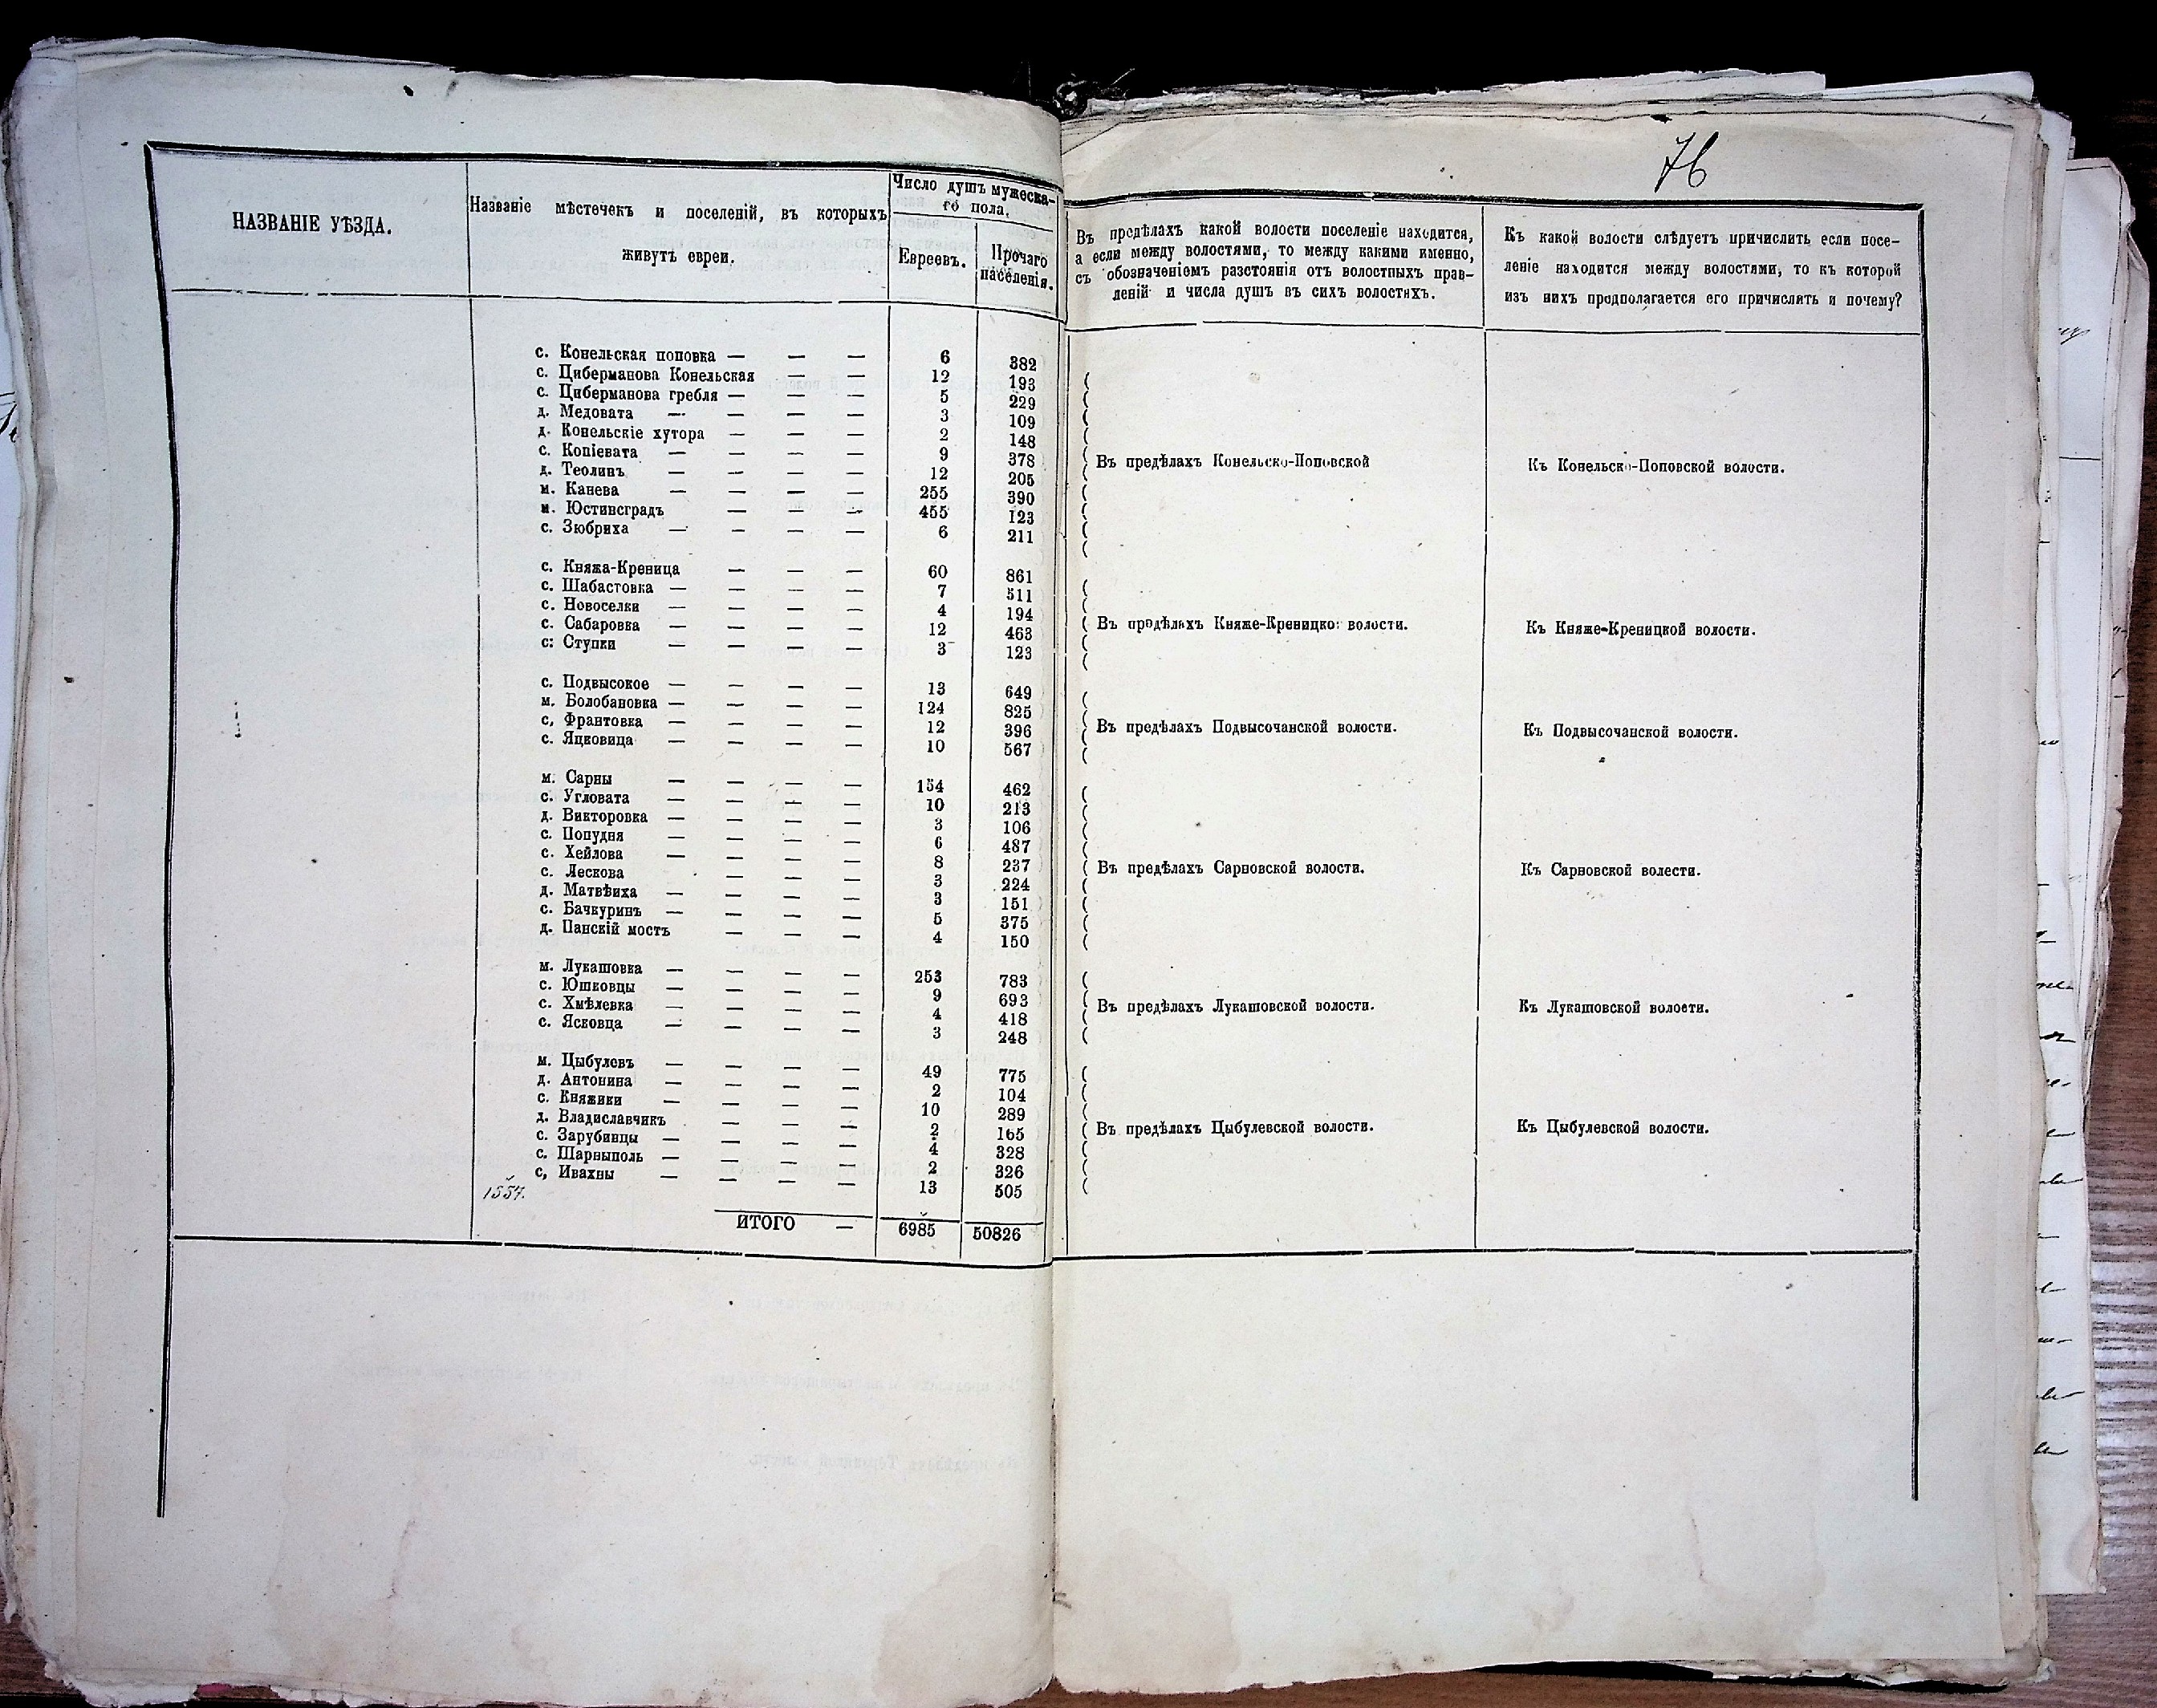 76
НАЗВАНІЕ УѢЗДА.
Названіе мѣстечекъ и поселеній, въ которыхъ
живутъ евреи.
Число душъ мужеска-
го пола.
Евреевъ.
Прочаго
населенія.
Въ предѣлахъ какой волости поселеніе находится,
а если между волостями, то между какими именно,
съ обозначеніемъ разстоянія отъ волостныхъ прав-
леній и числа душъ въ сихъ волостяхъ.
Къ какой волости слѣдуетъ причислить если посе-
леніе находится между волостями, то къ которой
изъ нихъ предполагается его причислять и почему?
с. Конельская поповка — — — 6 382
с. Циберманова Конельская — — 12 193
с. Циберманова гребля — — — 5 229
д. Медовата — — — — 3 109
д. Конельскіе хутора — — — 2 148
с. Копіевата — — — — 9 378
Въ предѣлахъ Конельско-Поповской
Къ Конельско-Поповской волости.
д. Теолинъ — — — — 12 205
м. Канева — — — — 255 390
м. Юстивсградъ — — — 455 123
с. Зюбриха — — — — 6 211
с. Княжа-Креница — — — 60 861
с. Шабастовка — — — — 7 511
с. Новоселки — — — — 4 194
с. Сабаровка — — — — 12 463
Въ предѣлахъ Княже-Креницкой волости.
Къ Княже-Креницкой волости.
с: Ступки — — — — 3 123
с. Подвысокое — — — — 13 649
м. Болобановка — — — — 124 825
с, Франтовка — — — — 12 396
Въ предѣлахъ Подвысочанской волости.
Къ Подвысочанской волости.
с. Яцковица — — — — 10 567
м. Сарны — — — — 154 462
с. Угловата — — — — 10 213
д. Викторовка — — — — 3 106
с. Попудня — — — — 6 487
с. Хейлова — — — — 8 237
Въ предѣлахъ Сарновской волости.
Къ Сарновской волести.
с. Лескова — — — 3 224
д. Матвѣиха — — — — 3 151
с. Бачкуринъ — — — — 5 375
д. Панскій мостъ — — — 4 150
м. Лукашовка — — — — 253 783
с. Юшковцы — — — — 9 693
с. Хмѣлевка — — — — 4 418
Въ предѣлахъ Лукашовской волости.
Къ Лукашовской волости.
с. Ясковца — — — — 3 248
м. Цыбулевъ — — — — 49 775
д. Антонина — — — — 2 104
с. Княжики — — — — 10 289
д. Владиславчикъ — — — 2 165
Въ предѣлахъ Цыбулевской волости.
Къ Цыбулевской волости.
с. Зарубинцы — — — — 4 328
с. Шарныполь — — — — 2 326
с, Ивахны — — — — 13 505
1557.
ИТОГО — 6985 50826